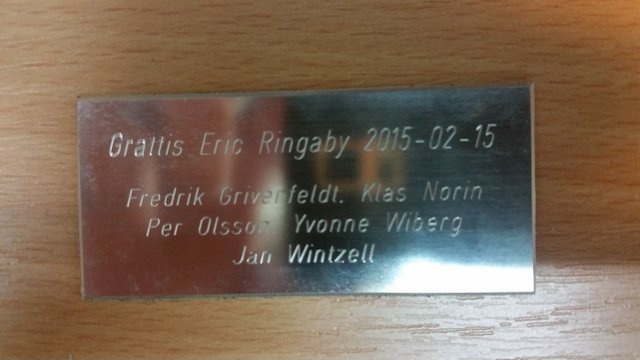 Grattis Eric Ringaby 2015-02-15
Fredrik Griverfeldt. Klas Norin
Per Olsson, Yvonne Wiberg
Jan Wintzell